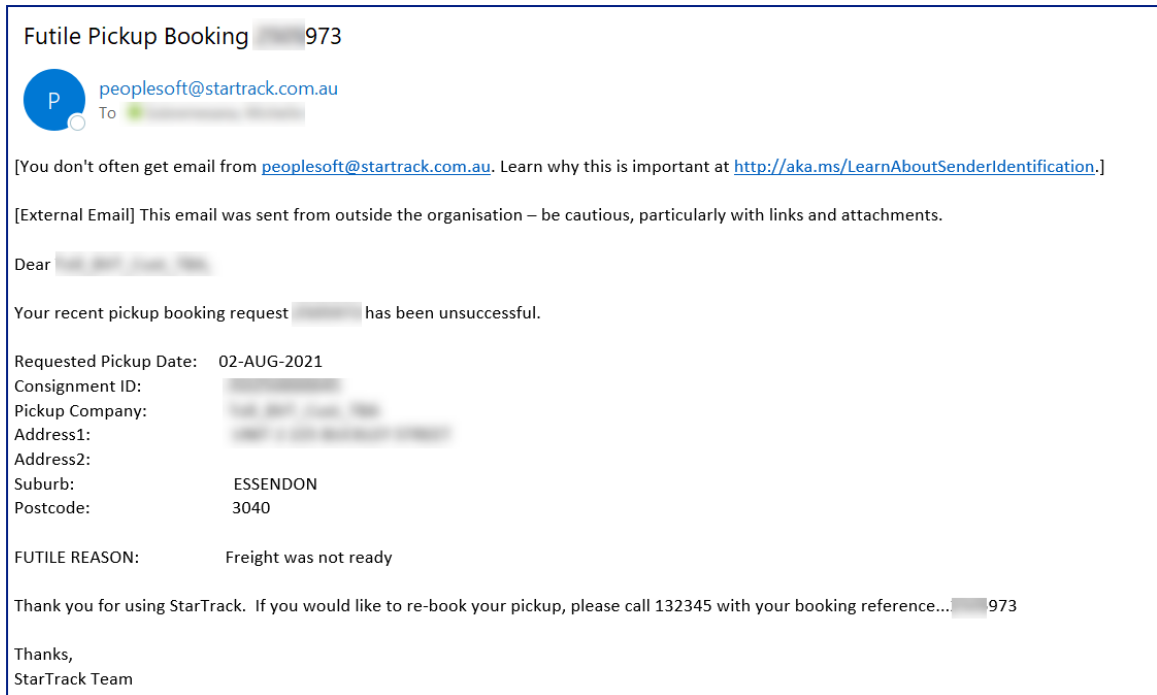 Futile Pickup Booking 973
P
peoplesoft@startrack.com.au
To
[You don't often get email from peoplesoft@startrack.com.au. Learn why this is important at http://aka.ms/LearnAboutSenderIdentification.]
[External Email] This email was sent from outside the organisation – be cautious, particularly with links and attachments.
Dear
Your recent pickup booking request has been unsuccessful.
Requested Pickup Date: 02-AUG-2021
Consignment ID:
Pickup Company:
Address1:
Address2:
Suburb: ESSENDON
Postcode: 3040
FUTILE REASON: Freight was not ready
Thank you for using StarTrack.  If you would like to re-book your pickup, please call 132345 with your booking reference... 973
Thanks,
StarTrack Team